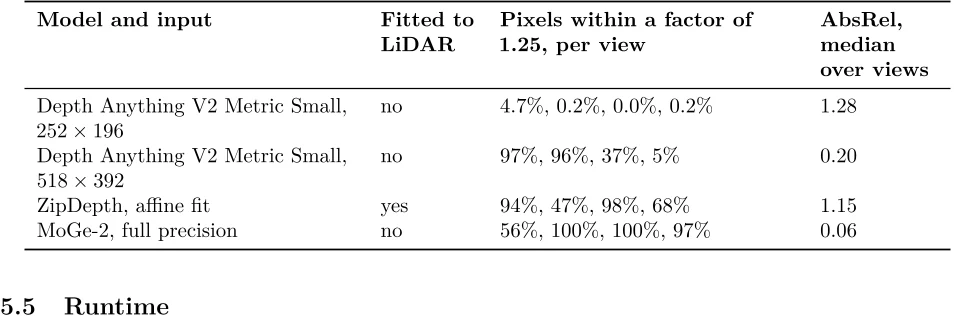 Model and input Fitted to LiDAR Pixels within a factor of 1.25, per view AbsRel, median over views
Depth Anything V2 Metric Small, 252 × 196 no 4.7%, 0.2%, 0.0%, 0.2% 1.28
Depth Anything V2 Metric Small, 518 × 392 no 97%, 96%, 37%, 5% 0.20
ZipDepth, affine fit yes 94%, 47%, 98%, 68% 1.15
MoGe-2, full precision no 56%, 100%, 100%, 97% 0.06
5.5 Runtime